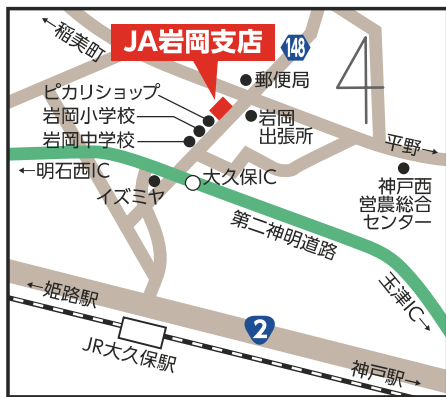 ←稲美町
JA岩岡支店
148
郵便局
ピカリショップ
岩岡小学校
岩岡中学校
岩岡
出張所
平野→
←明石西IC
イズミヤ
大久保IC
神戸西
営農総合
センター
第二神明道路
玉津IC→
←姫路駅
2
JR大久保駅
神戸駅→